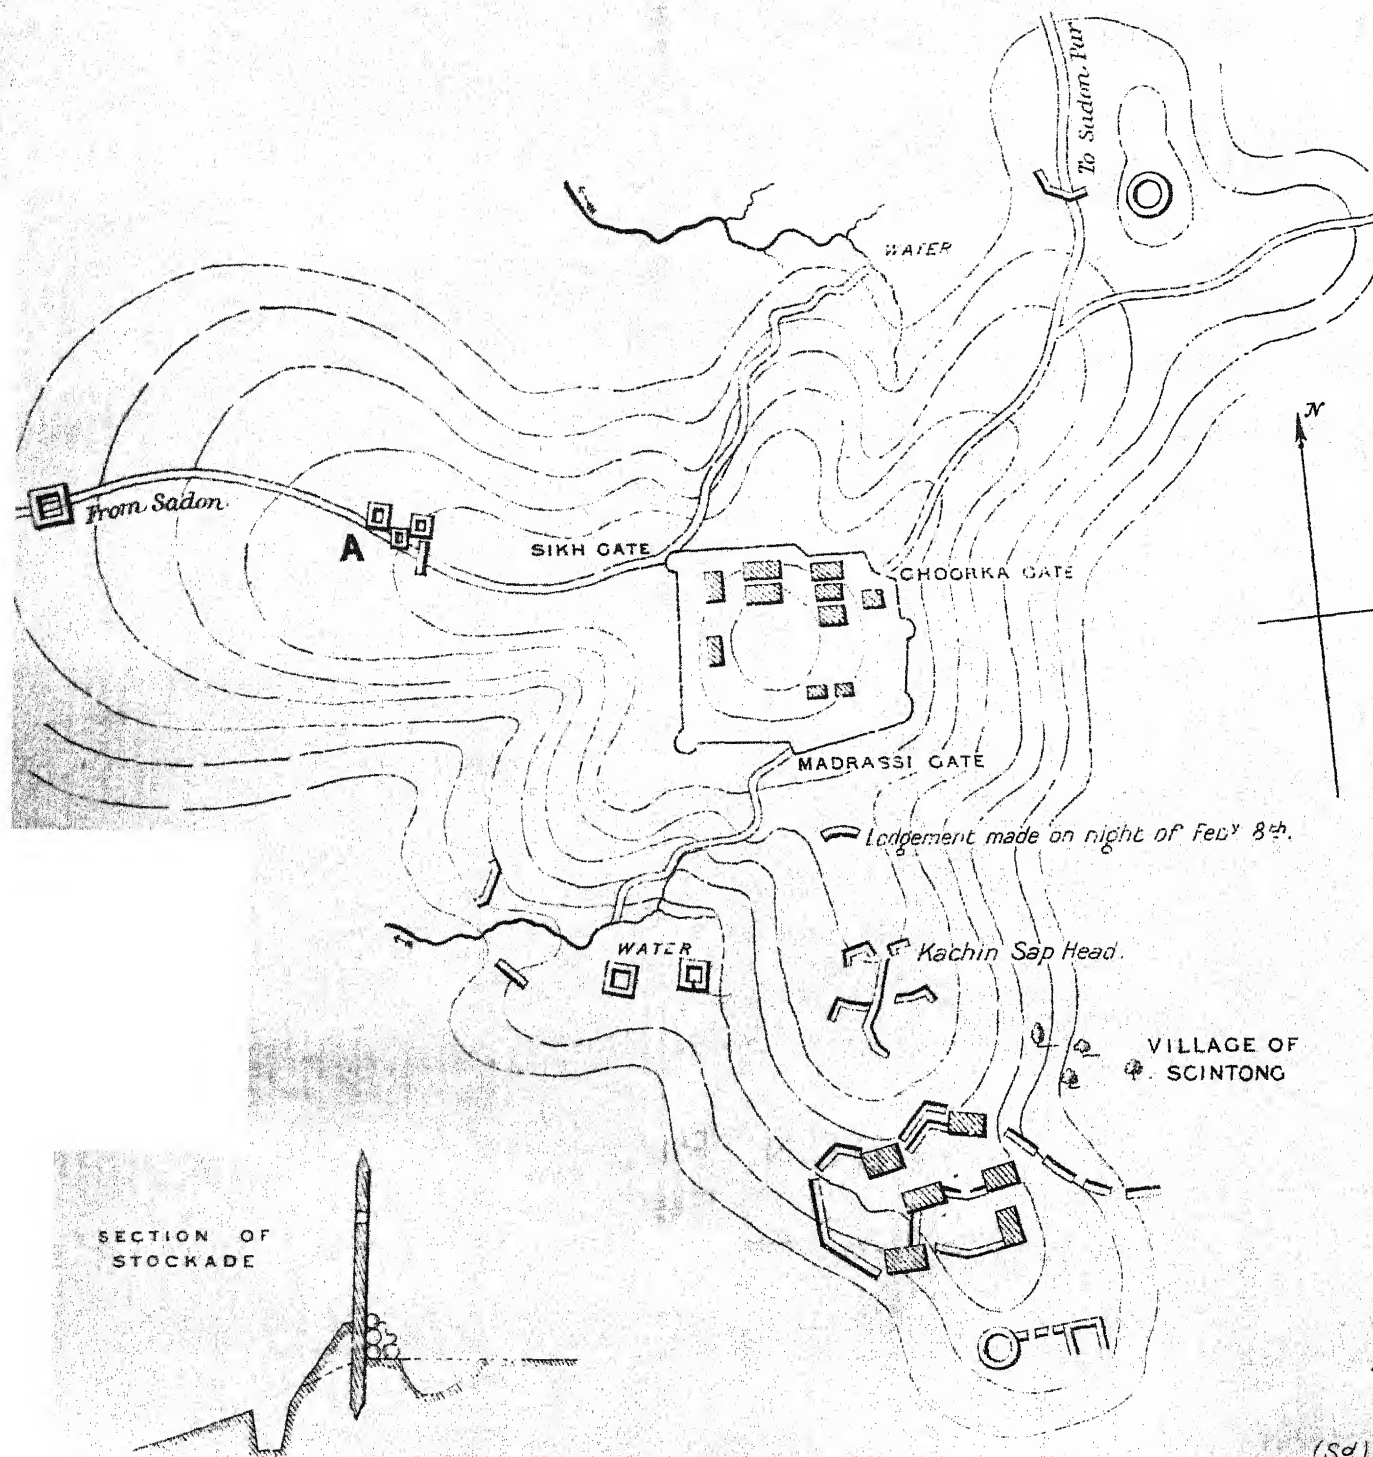 To Sadon Pur
WATER
N
From Sadon.
A
SIKH GATE
GHOORKA GATE
MADRASSI GATE
Lodgement made on night of Feby 8th.
WATER
Kachin Sap Head.
VILLAGE OF
SCINTONG
SECTION OF
STOCKADE
(Sd)